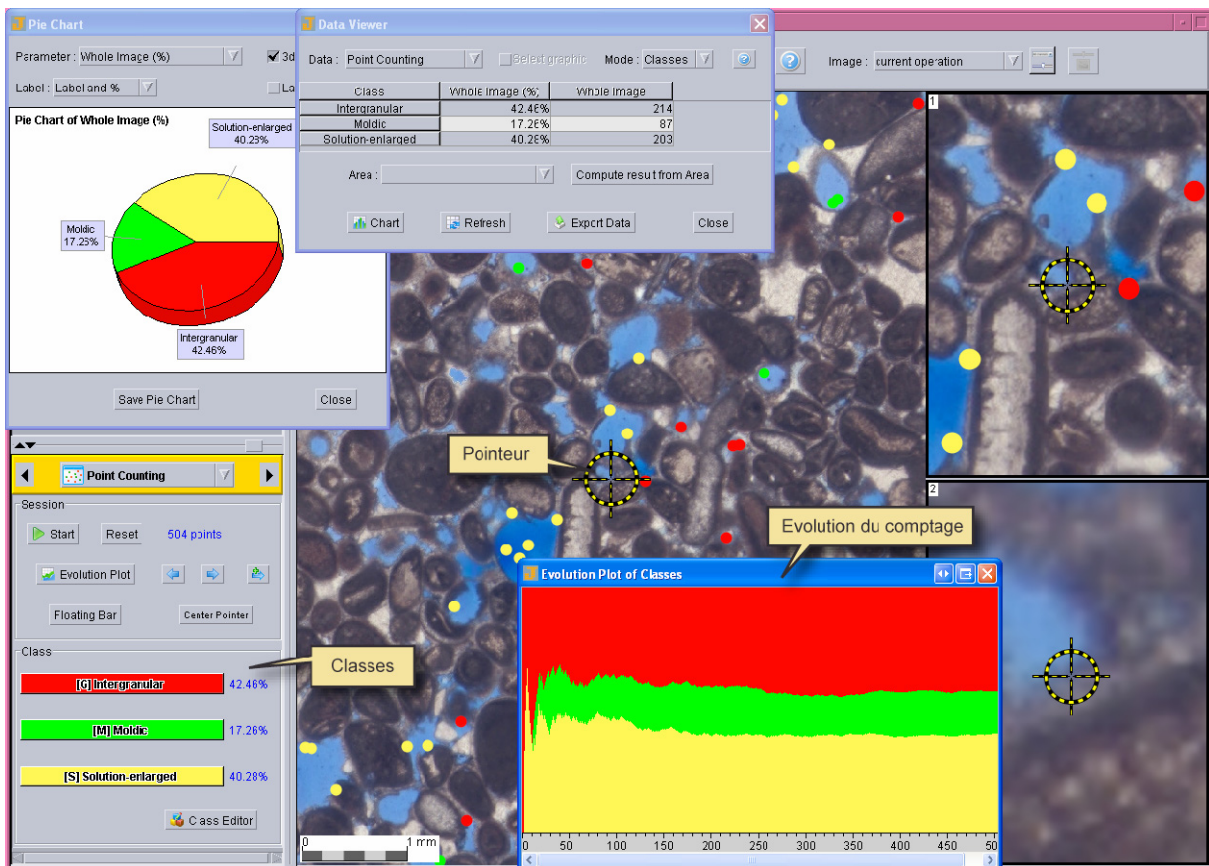 Pie Chart
Parameter : Whole Image (%)
3d
Label : Label and %
La
Pie Chart of Whole Image (%)
Solution-enlarged
40.28%
Moldic
17.26%
Intergranular
42.46%
Save Pie Chart
Close
Data Viewer
Data : Point Counting
Select graphic
Mode : Classes
Class
Whole Image (%)
Whole Image
Intergranular
42.46%
214
Moldic
17.26%
87
Solution-enlarged
40.28%
203
Area :
Compute result from Area
Chart
Refresh
Export Data
Close
Image : current operation
1
2
Point Counting
Session
Start
Reset
504 points
Evolution Plot
Floating Bar
Center Pointer
Class
[G] Intergranular
42.46%
[M] Moldic
17.26%
[S] Solution-enlarged
40.28%
Class Editor
Pointeur
Classes
Evolution du comptage
Evolution Plot of Classes
0 50 100 150 200 250 300 350 400 450 50
0
1 mm